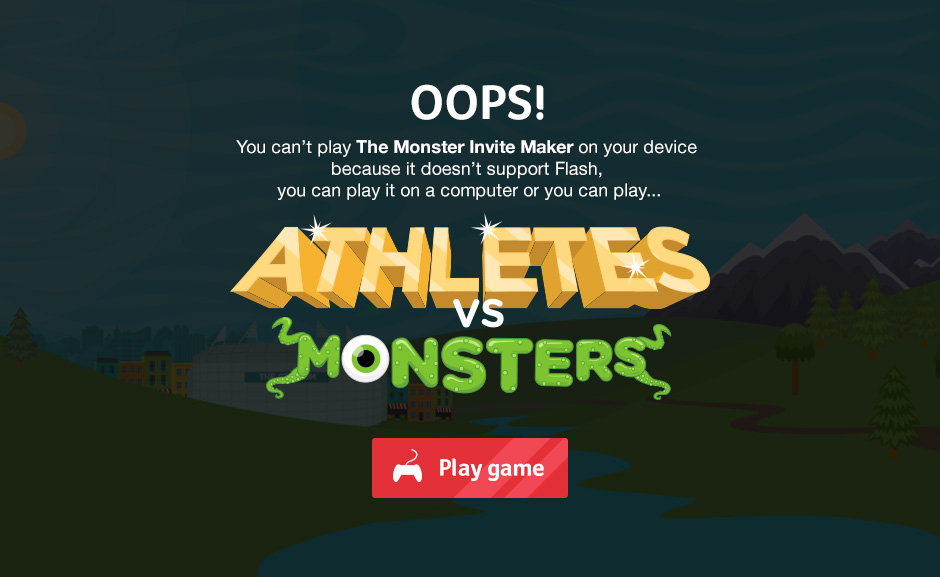 OOPS!
You can't play The Monster Invite Maker on your device
because it doesn't support Flash,
you can play it on a computer or you can play...
ATHLETES
VS
MONSTERS
Play game